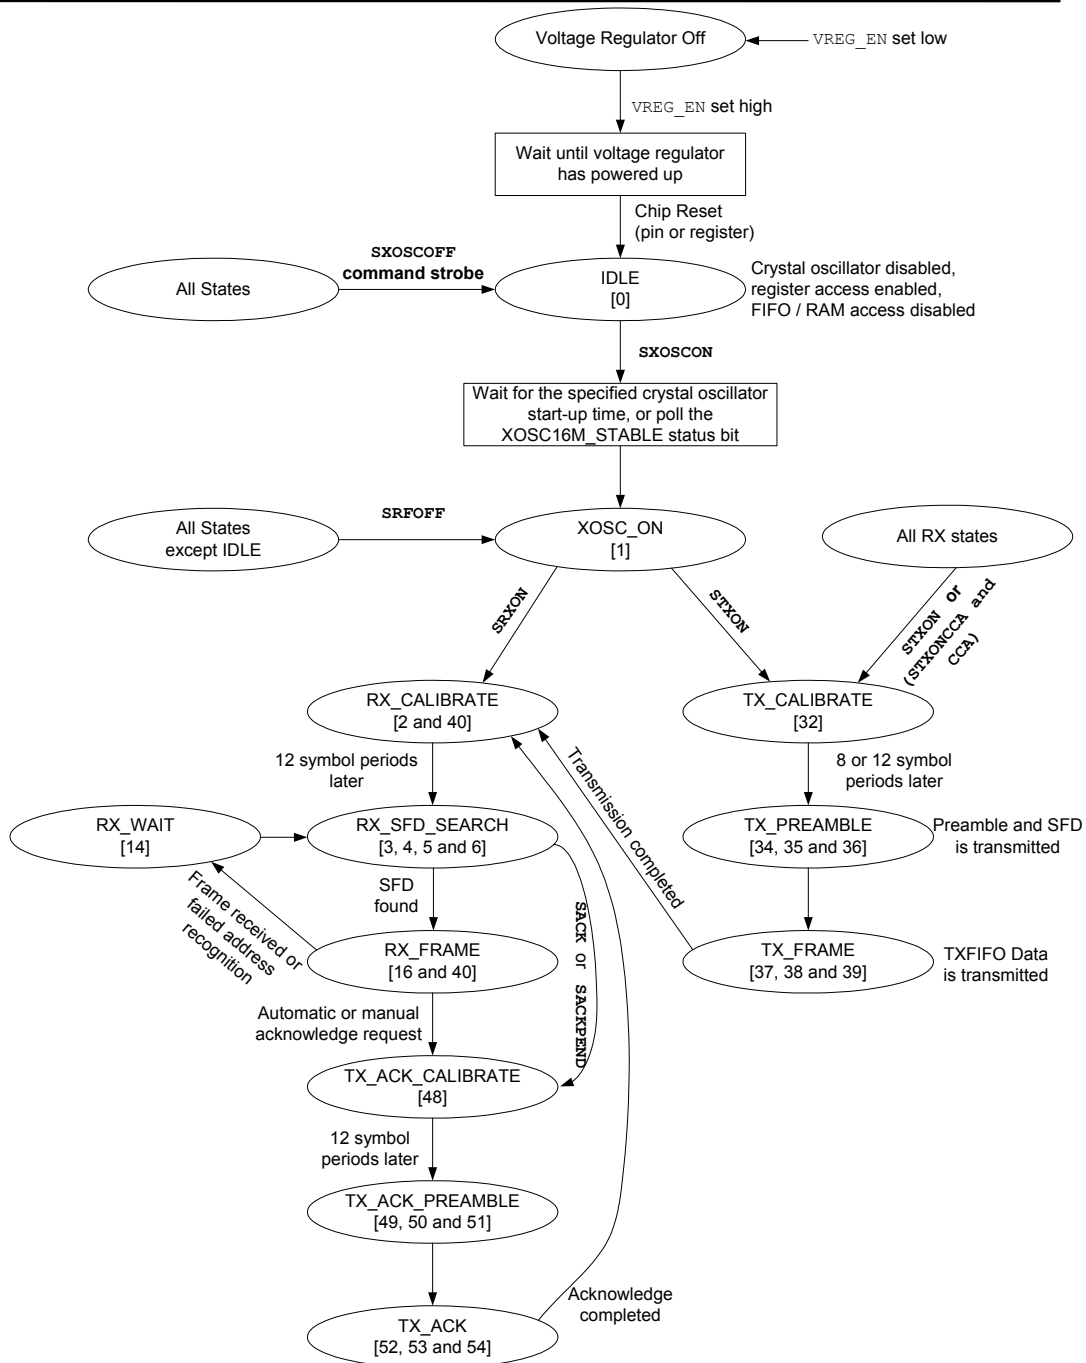 Voltage Regulator Off
VREG_EN set low
VREG_EN set high
Wait until voltage regulator
has powered up
Chip Reset
(pin or register)
SXOSCOFF
command strobe
All States
IDLE
[0]
Crystal oscillator disabled,
register access enabled,
FIFO / RAM access disabled
SXOSCON
Wait for the specified crystal oscillator
start-up time, or poll the
XOSC16M_STABLE status bit
All States
except IDLE
SRFOFF
XOSC_ON
[1]
All RX states
SRXON
STXON
STXON or
(STXONCCA and
CCA)
RX_CALIBRATE
[2 and 40]
TX_CALIBRATE
[32]
12 symbol periods
later
Transmission completed
8 or 12 symbol
periods later
RX_WAIT
[14]
RX_SFD_SEARCH
[3, 4, 5 and 6]
TX_PREAMBLE
[34, 35 and 36]
Preamble and SFD
is transmitted
SFD
found
Frame received or
failed address
recognition
SACK or SACKPEND
RX_FRAME
[16 and 40]
TX_FRAME
[37, 38 and 39]
TXFIFO Data
is transmitted
Automatic or manual
acknowledge request
TX_ACK_CALIBRATE
[48]
12 symbol
periods later
TX_ACK_PREAMBLE
[49, 50 and 51]
Acknowledge
completed
TX_ACK
[52, 53 and 54]